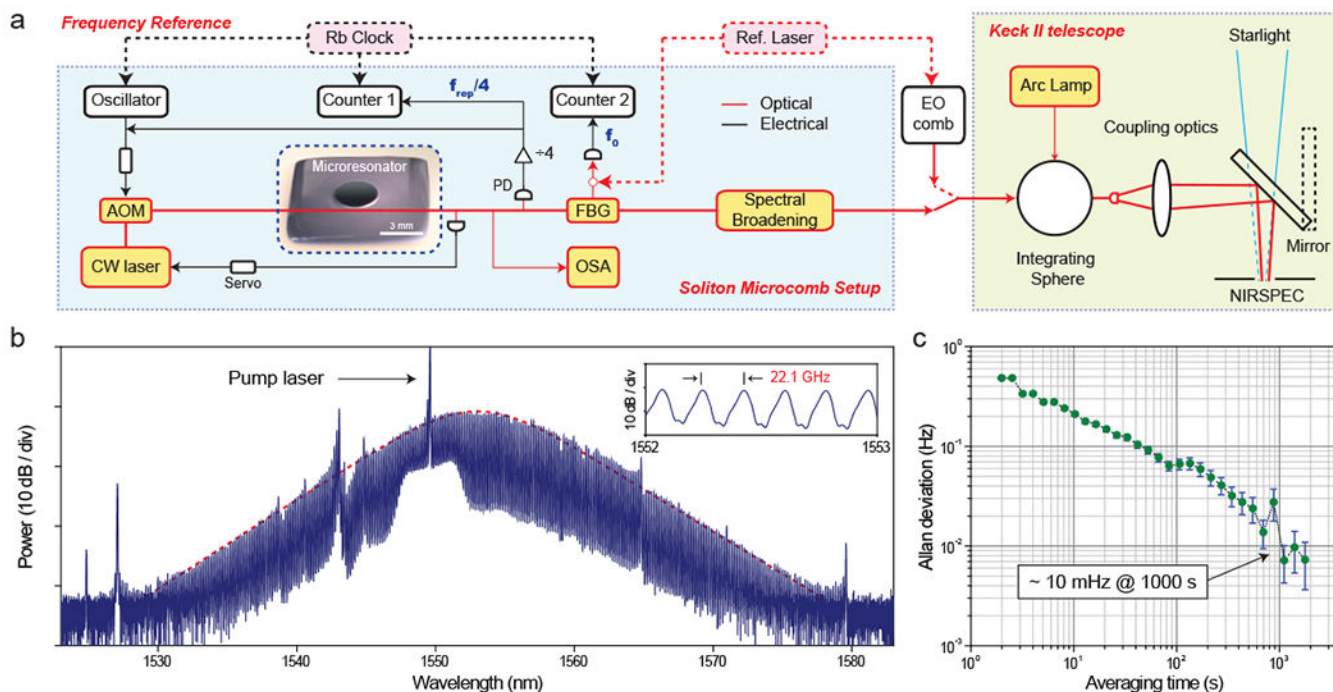 a
Frequency Reference
Rb Clock
Ref. Laser
Keck II telescope
Starlight
Oscillator
Counter 1
f_rep/4
Counter 2
Optical
Electrical
EO
comb
Arc Lamp
Coupling optics
f_0
÷4
Microresonator
PD
3 mm
AOM
FBG
Spectral
Broadening
CW laser
Servo
OSA
Integrating
Sphere
Mirror
NIRSPEC
Soliton Microcomb Setup
b
Pump laser
22.1 GHz
10 dB / div
1552
1553
Power (10 dB / div)
1530
1540
1550
1560
1570
1580
Wavelength (nm)
c
10⁰
10⁻¹
10⁻²
10⁻³
Allan deviation (Hz)
~ 10 mHz @ 1000 s
10⁰
10¹
10²
10³
Averaging time (s)